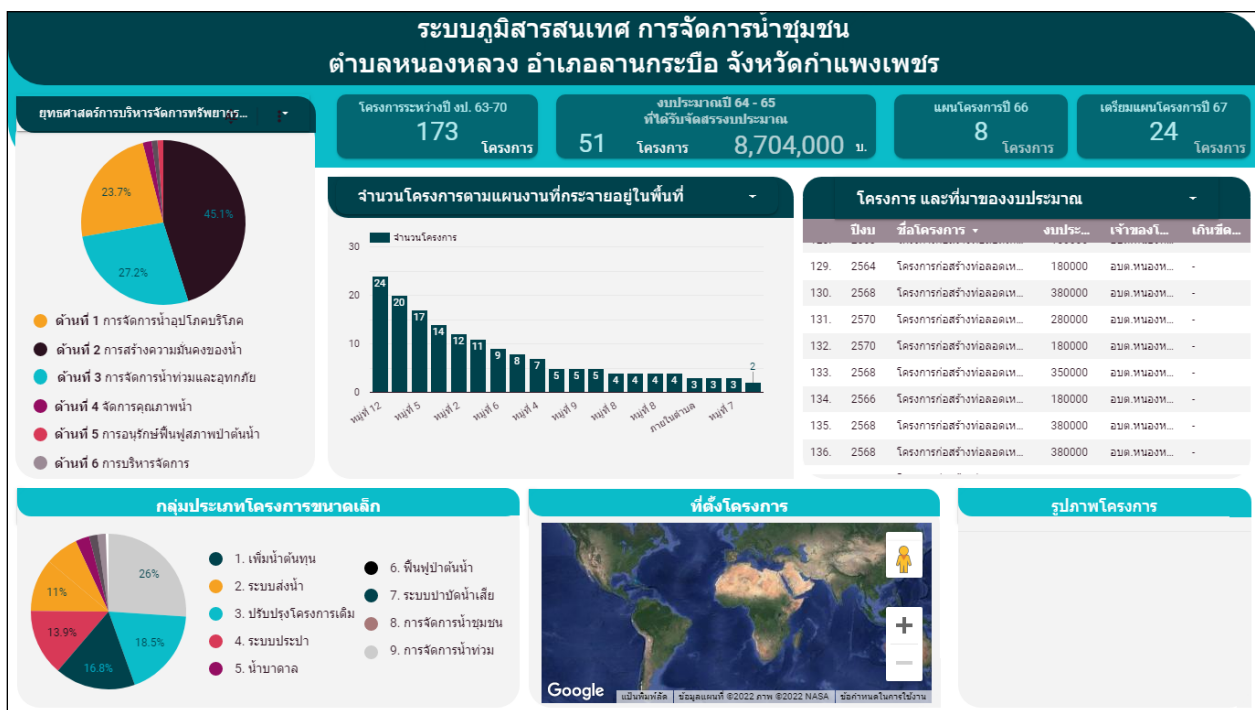 ระบบภูมิสารสนเทศ การจัดการน้ำชุมชน
ตำบลหนองหลวง อำเภอลานกระบือ จังหวัดกำแพงเพชร
ยุทธศาสตร์การบริหารจัดการทรัพยากร...
โครงการระหว่างปี งป. 63-70
173 โครงการ
งบประมาณปี 64 - 65
ที่ได้รับจัดสรรงบประมาณ
51 โครงการ 8,704,000 บ.
แผนโครงการปี 66
8 โครงการ
เตรียมแผนโครงการปี 67
24 โครงการ
23.7%
45.1%
27.2%
ด้านที่ 1 การจัดการน้ำอุปโภคบริโภค
ด้านที่ 2 การสร้างความมั่นคงของน้ำ
ด้านที่ 3 การจัดการน้ำท่วมและอุทกภัย
ด้านที่ 4 จัดการคุณภาพน้ำ
ด้านที่ 5 การอนุรักษ์ฟื้นฟูสภาพป่าต้นน้ำ
ด้านที่ 6 การบริหารจัดการ
จำนวนโครงการตามแผนงานที่กระจายอยู่ในพื้นที่
จำนวนโครงการ
30
20
10
0
24 20 17 14 12 11 9 8 7 5 5 5 4 4 4 4 3 3 3 2
หมู่ที่ 12 หมู่ที่ 5 หมู่ที่ 2 หมู่ที่ 6 หมู่ที่ 4 หมู่ที่ 9 หมู่ที่ 8 หมู่ที่ 8 ภายในตำบล หมู่ที่ 7
โครงการ และที่มาของงบประมาณ
ปีงบ ชื่อโครงการ งบประ... เจ้าของโ... เกินขีด...
129. 2564 โครงการก่อสร้างท่อลอดเห... 180000 อบต.หนองห... -
130. 2568 โครงการก่อสร้างท่อลอดเห... 380000 อบต.หนองห... -
131. 2570 โครงการก่อสร้างท่อลอดเห... 280000 อบต.หนองห... -
132. 2570 โครงการก่อสร้างท่อลอดเห... 180000 อบต.หนองห... -
133. 2568 โครงการก่อสร้างท่อลอดเห... 350000 อบต.หนองห... -
134. 2566 โครงการก่อสร้างท่อลอดเห... 180000 อบต.หนองห... -
135. 2568 โครงการก่อสร้างท่อลอดเห... 380000 อบต.หนองห... -
136. 2568 โครงการก่อสร้างท่อลอดเห... 380000 อบต.หนองห... -
กลุ่มประเภทโครงการขนาดเล็ก
26%
11%
13.9%
18.5%
16.8%
1. เพิ่มน้ำต้นทุน
2. ระบบส่งน้ำ
3. ปรับปรุงโครงการเดิม
4. ระบบประปา
5. น้ำบาดาล
6. ฟื้นฟูป่าต้นน้ำ
7. ระบบบำบัดน้ำเสีย
8. การจัดการน้ำชุมชน
9. การจัดการน้ำท่วม
ที่ตั้งโครงการ
Google
แป้นพิมพ์ลัด ข้อมูลแผนที่ ©2022 ภาพ ©2022 NASA ข้อกำหนดในการใช้งาน
รูปภาพโครงการ